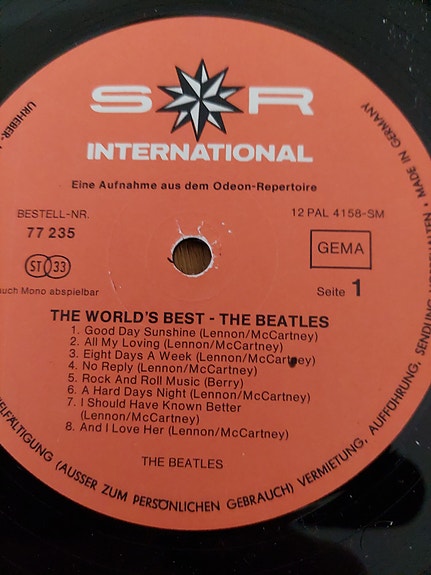 S R
INTERNATIONAL
Eine Aufnahme aus dem Odeon-Repertoire
BESTELL-NR.
77 235
12 PAL 4158-SM
GEMA
ST 33
auch Mono abspielbar
Seite 1
THE WORLD'S BEST - THE BEATLES
1. Good Day Sunshine (Lennon/McCartney)
2. All My Loving (Lennon/McCartney)
3. Eight Days A Week (Lennon/McCartney)
4. No Reply (Lennon/McCartney)
5. Rock And Roll Music (Berry)
6. A Hard Days Night (Lennon/McCartney)
7. I Should Have Known Better
(Lennon/McCartney)
8. And I Love Her (Lennon/McCartney)
THE BEATLES
URHEBER-
(AUSSER ZUM PERSÖNLICHEN GEBRAUCH) VERMIETUNG, AUFFÜHRUNG, SENDUNG
• MADE IN GERMANY